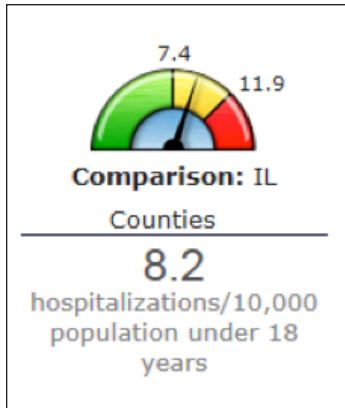 7.4
11.9
Comparison: IL
Counties
8.2
hospitalizations/10,000
population under 18
years